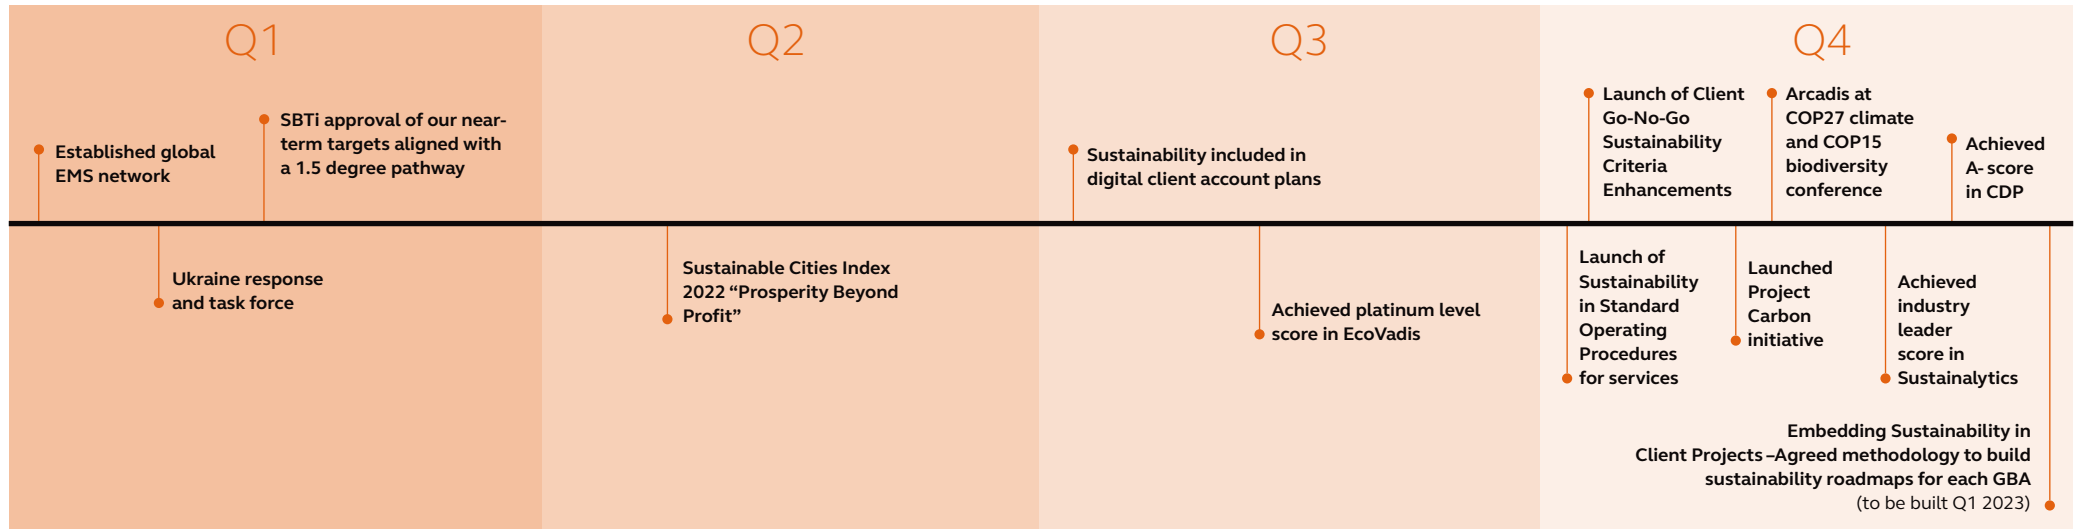 Q1
Established global
EMS network
SBTi approval of our near-
term targets aligned with
a 1.5 degree pathway
Ukraine response
and task force
Q2
Sustainable Cities Index
2022 “Prosperity Beyond
Profit”
Q3
Sustainability included in
digital client account plans
Achieved platinum level
score in EcoVadis
Q4
Launch of Client
Go-No-Go
Sustainability
Criteria
Enhancements
Arcadis at
COP27 climate
and COP15
biodiversity
conference
Achieved
A- score
in CDP
Launch of
Sustainability
in Standard
Operating
Procedures
for services
Launched
Project
Carbon
initiative
Achieved
industry
leader
score in
Sustainalytics
Embedding Sustainability in
Client Projects –Agreed methodology to build
sustainability roadmaps for each GBA
(to be built Q1 2023)